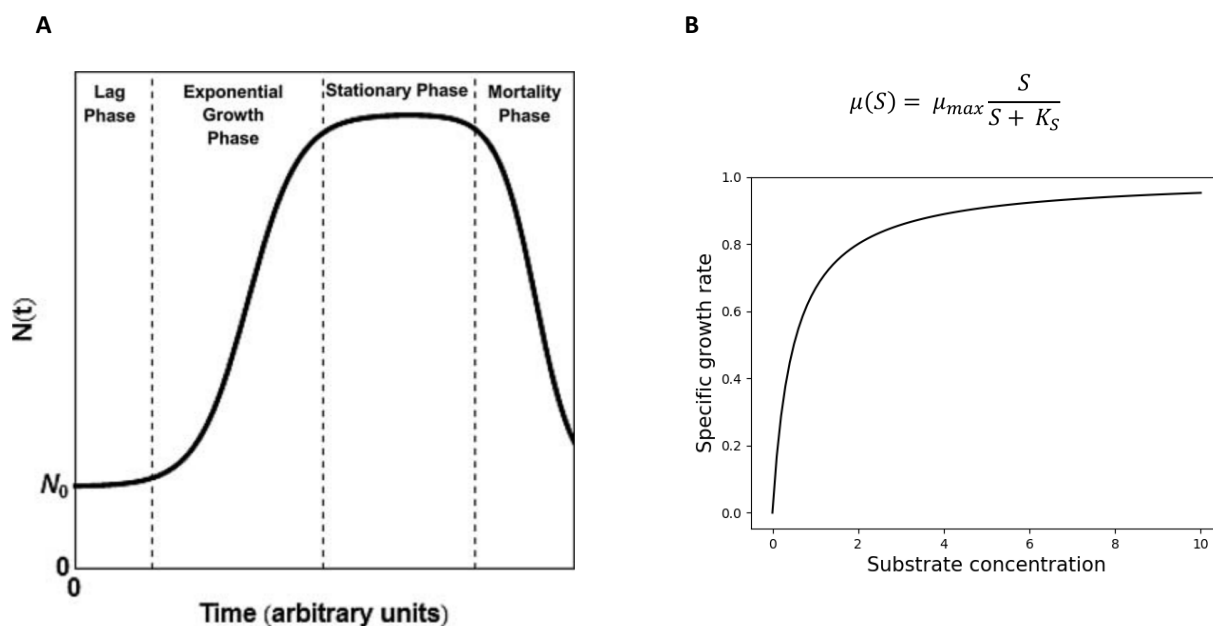 A
Lag
Phase
Exponential
Growth
Phase
Stationary Phase
Mortality
Phase
N(t)
N₀
0
0
Time (arbitrary units)
B
μ(S) = μₘₐₓ S / (S + K_S)
1.0
0.8
0.6
0.4
0.2
0.0
Specific growth rate
0 2 4 6 8 10
Substrate concentration